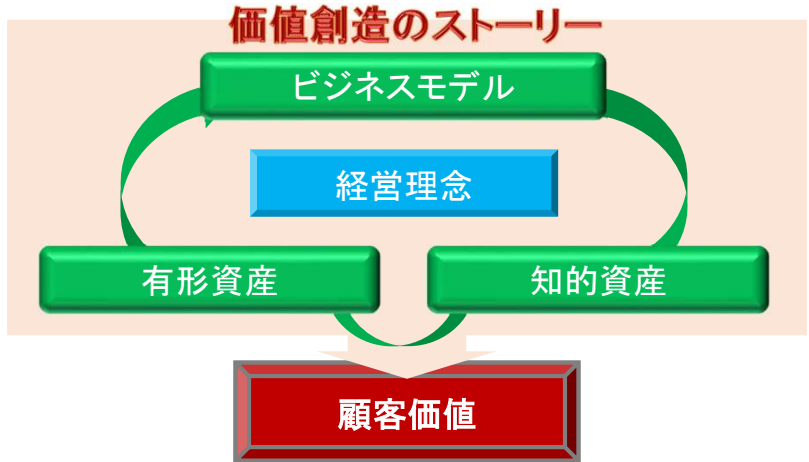 価値創造のストーリー
ビジネスモデル
経営理念
有形資産
知的資産
顧客価値